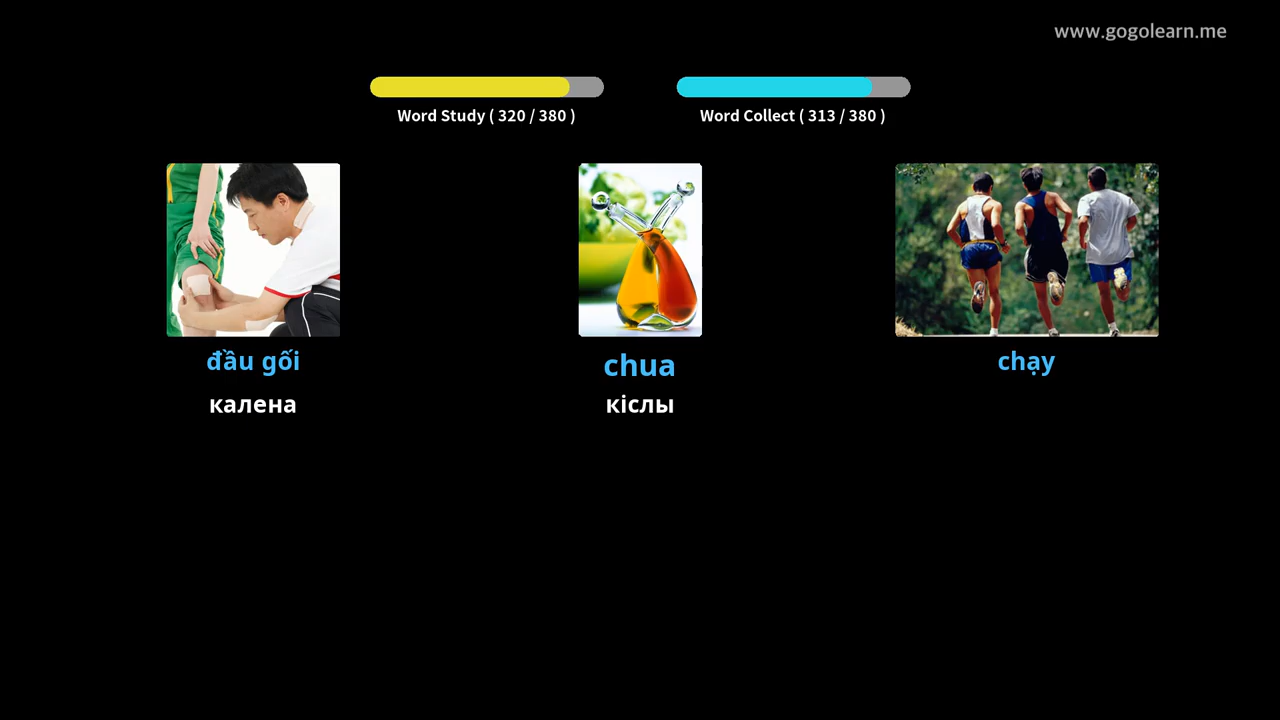 www.gogolearn.me
Word Study ( 320 / 380 )
Word Collect ( 313 / 380 )
đầu gối
калена
chua
кіслы
chạy